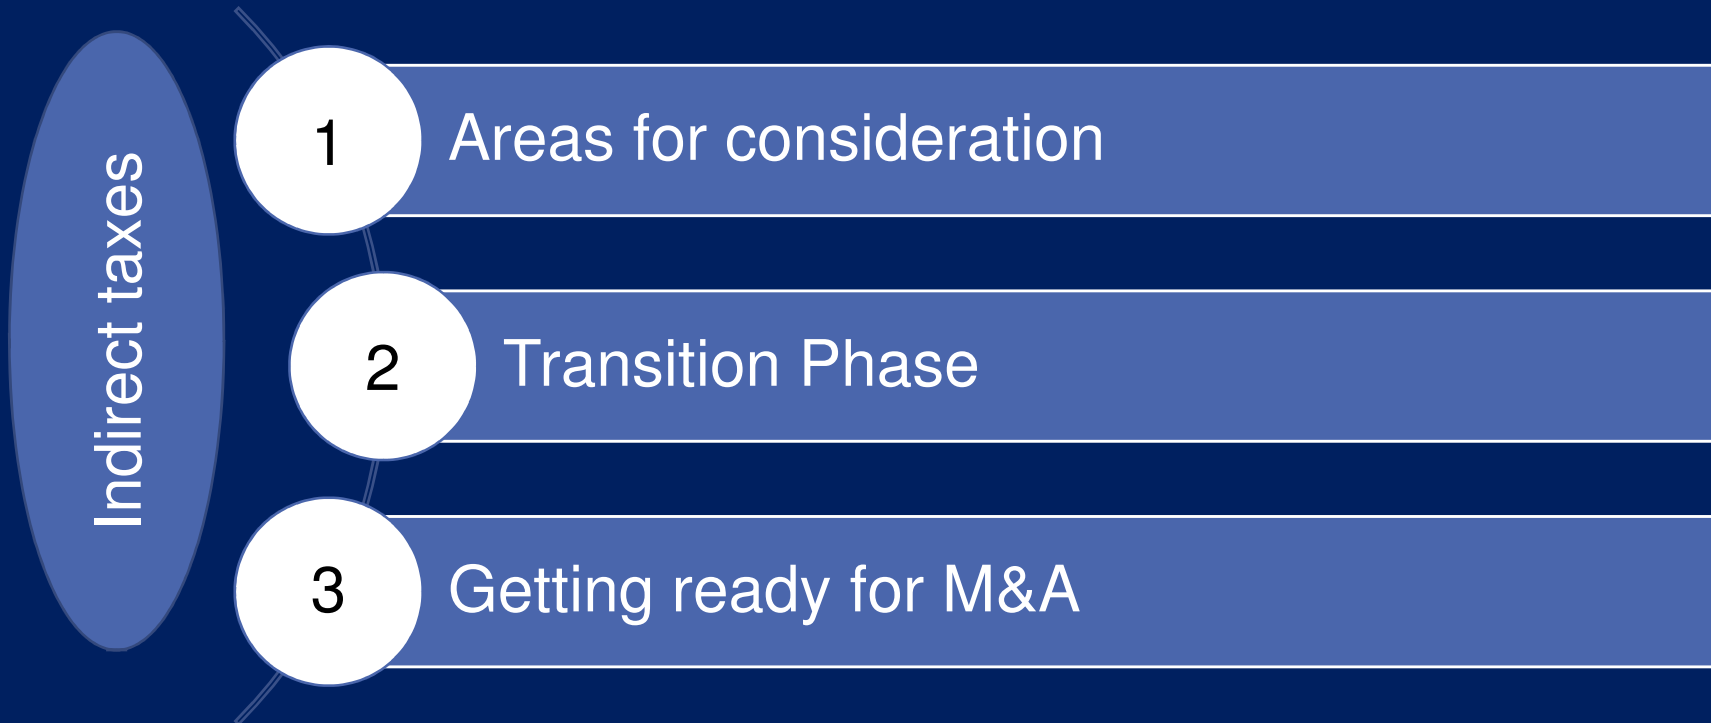 Indirect taxes
1
Areas for consideration
2
Transition Phase
3
Getting ready for M&A